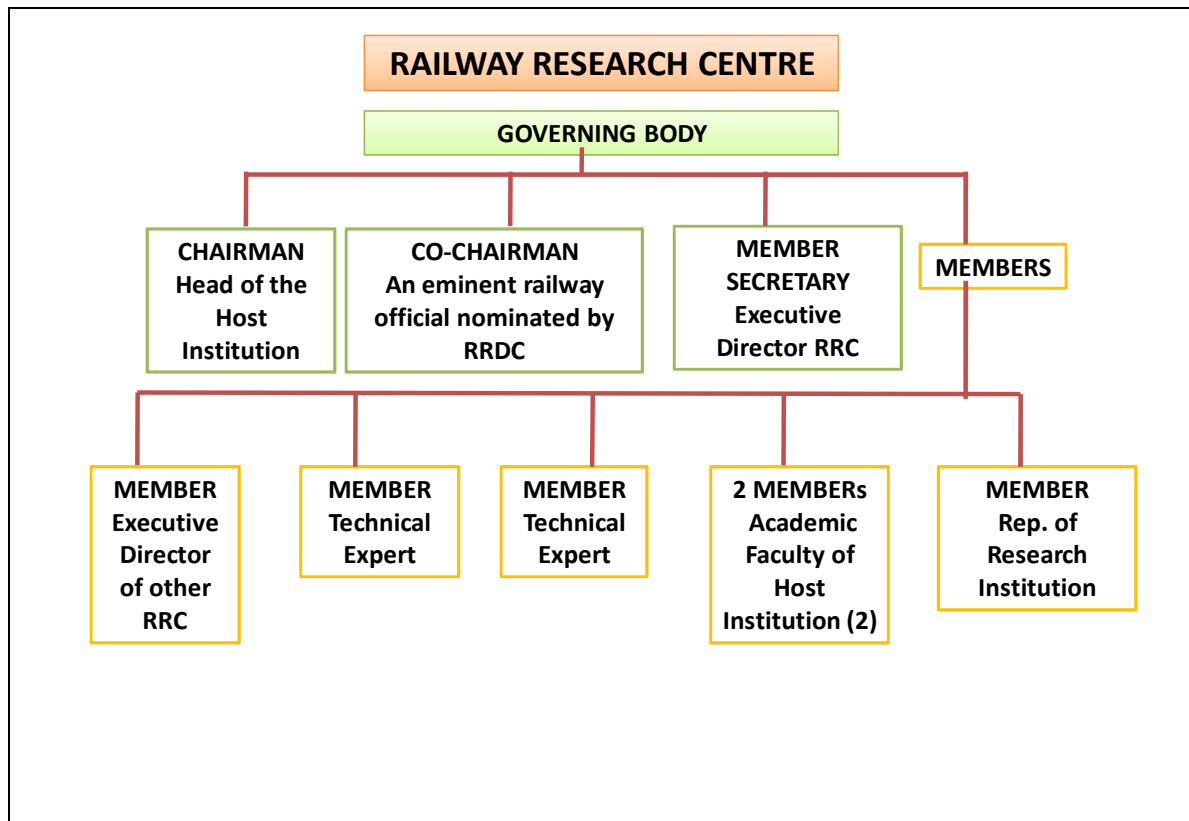 RAILWAY RESEARCH CENTRE
GOVERNING BODY
CHAIRMAN
Head of the
Host
Institution
CO-CHAIRMAN
An eminent railway
official nominated by
RRDC
MEMBER
SECRETARY
Executive
Director RRC
MEMBERS
MEMBER
Executive
Director
of other
RRC
MEMBER
Technical
Expert
MEMBER
Technical
Expert
2 MEMBERs
Academic
Faculty of
Host
Institution (2)
MEMBER
Rep. of
Research
Institution